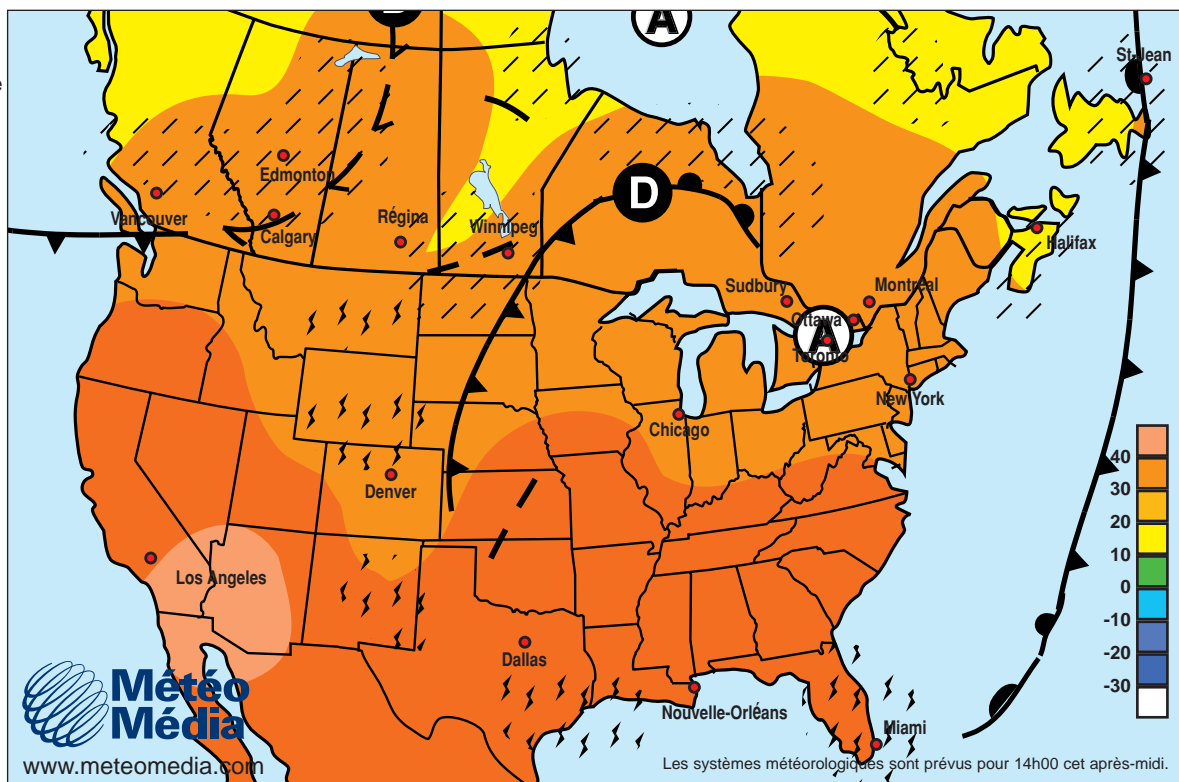 D
A
St-Jean
e
Edmonton
D
Vancouver
Calgary
Régina
Winnipeg
Halifax
Sudbury
Montréal
Ottawa
A
Toronto
New York
Chicago
Denver
40
30
20
10
0
-10
20
-30
Los Angeles
Dallas
Météo
Média
Nouvelle-Orléans
Miami
www.meteomedia.com
Les systèmes météorologiques sont prévus pour 14h00 cet après-midi.